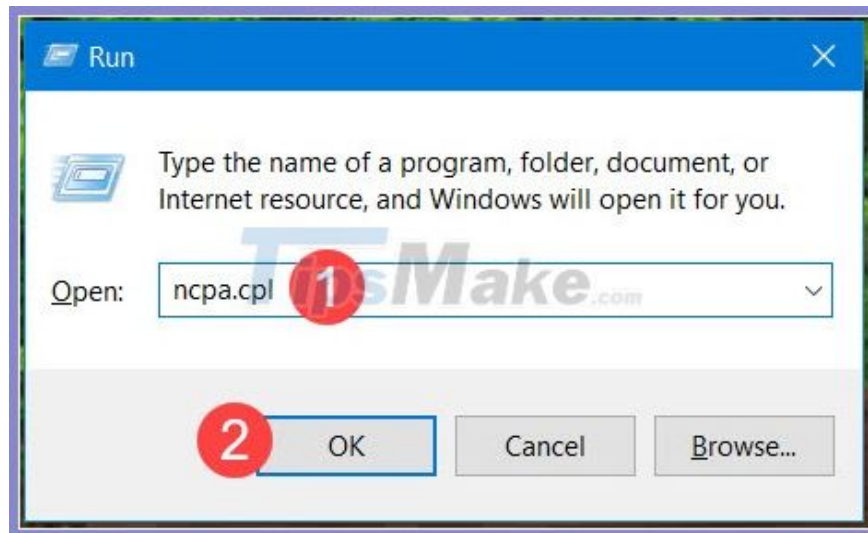 Run
Type the name of a program, folder, document, or
Internet resource, and Windows will open it for you.
TipsMake.com
Open: ncpa.cpl 1
2 OK Cancel Browse...